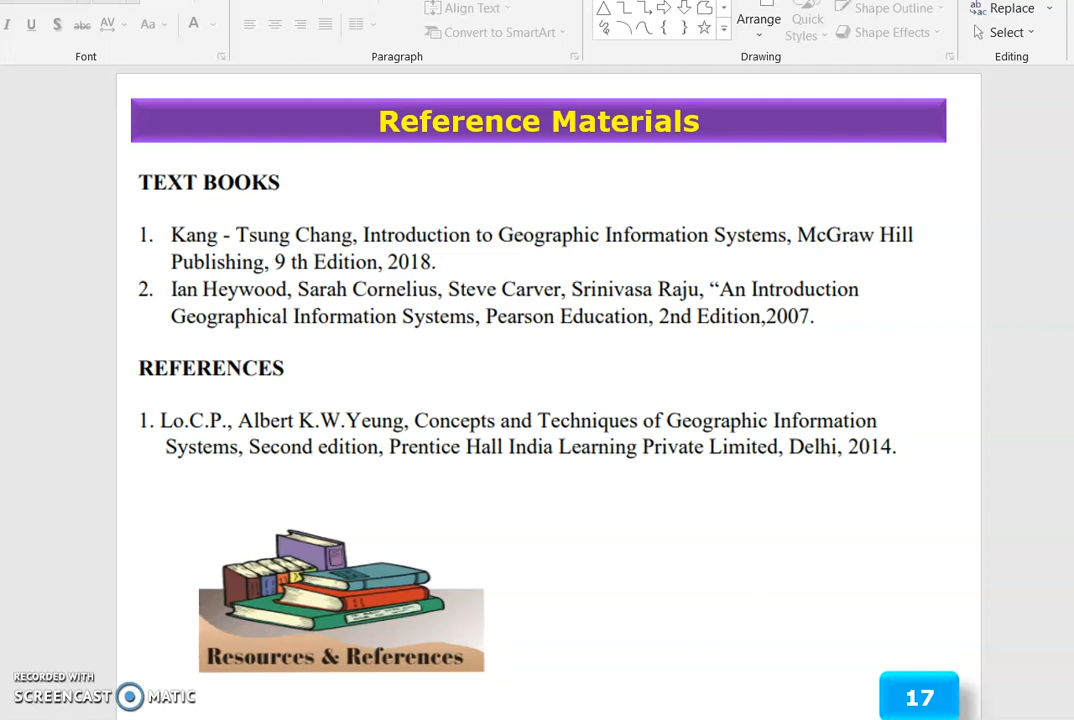 Align Text
Arrange
Quick
Styles
Shape Outline
Replace
I U S abc AV Aa A
Convert to SmartArt
Shape Effects
Select
Font
Paragraph
Drawing
Editing
Reference Materials
TEXT BOOKS
1. Kang - Tsung Chang, Introduction to Geographic Information Systems, McGraw Hill
Publishing, 9 th Edition, 2018.
2. Ian Heywood, Sarah Cornelius, Steve Carver, Srinivasa Raju, “An Introduction
Geographical Information Systems, Pearson Education, 2nd Edition,2007.
REFERENCES
1. Lo.C.P., Albert K.W.Yeung, Concepts and Techniques of Geographic Information
Systems, Second edition, Prentice Hall India Learning Private Limited, Delhi, 2014.
Resources & References
RECORDED WITH
SCREENCAST MATIC
17